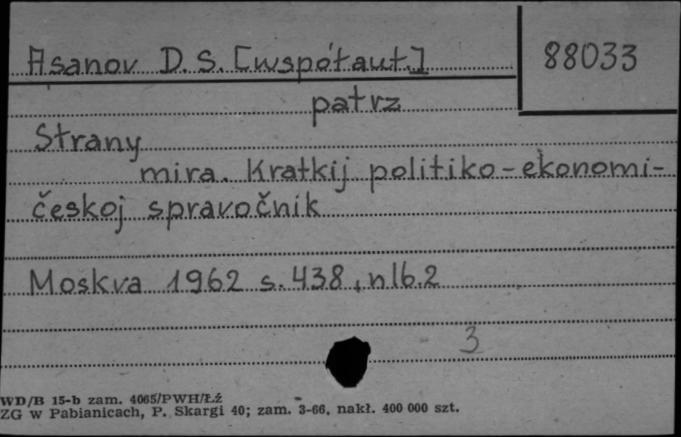 Asanov D.S. [współaut.]
88033
patrz
Strany
mira. Kratkij politiko-ekonomi-
českoj spravočnik
Moskva 1962 s. 438, nlb. 2
3
WD/B 15-b zam. 4065/PWH/Łź
ZG w Pabianicach, P. Skargi 40; zam. 3-66, nakł. 400 000 szt.